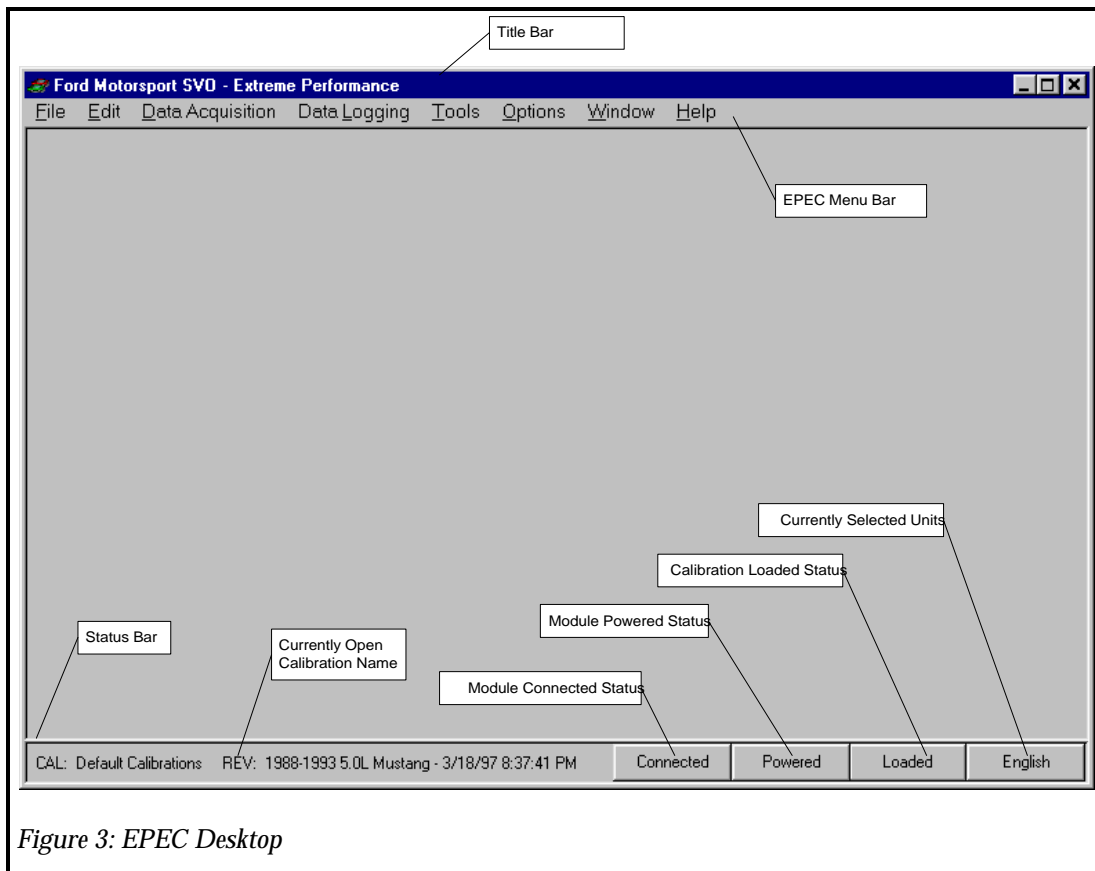 Title Bar
Ford Motorsport SVO - Extreme Performance
File Edit Data Acquisition Data Logging Tools Options Window Help
EPEC Menu Bar
Currently Selected Units
Calibration Loaded Status
Module Powered Status
Status Bar
Currently Open
Calibration Name
Module Connected Status
CAL: Default Calibrations REV: 1988-1993 5.0L Mustang - 3/18/97 8:37:41 PM Connected Powered Loaded English
Figure 3: EPEC Desktop